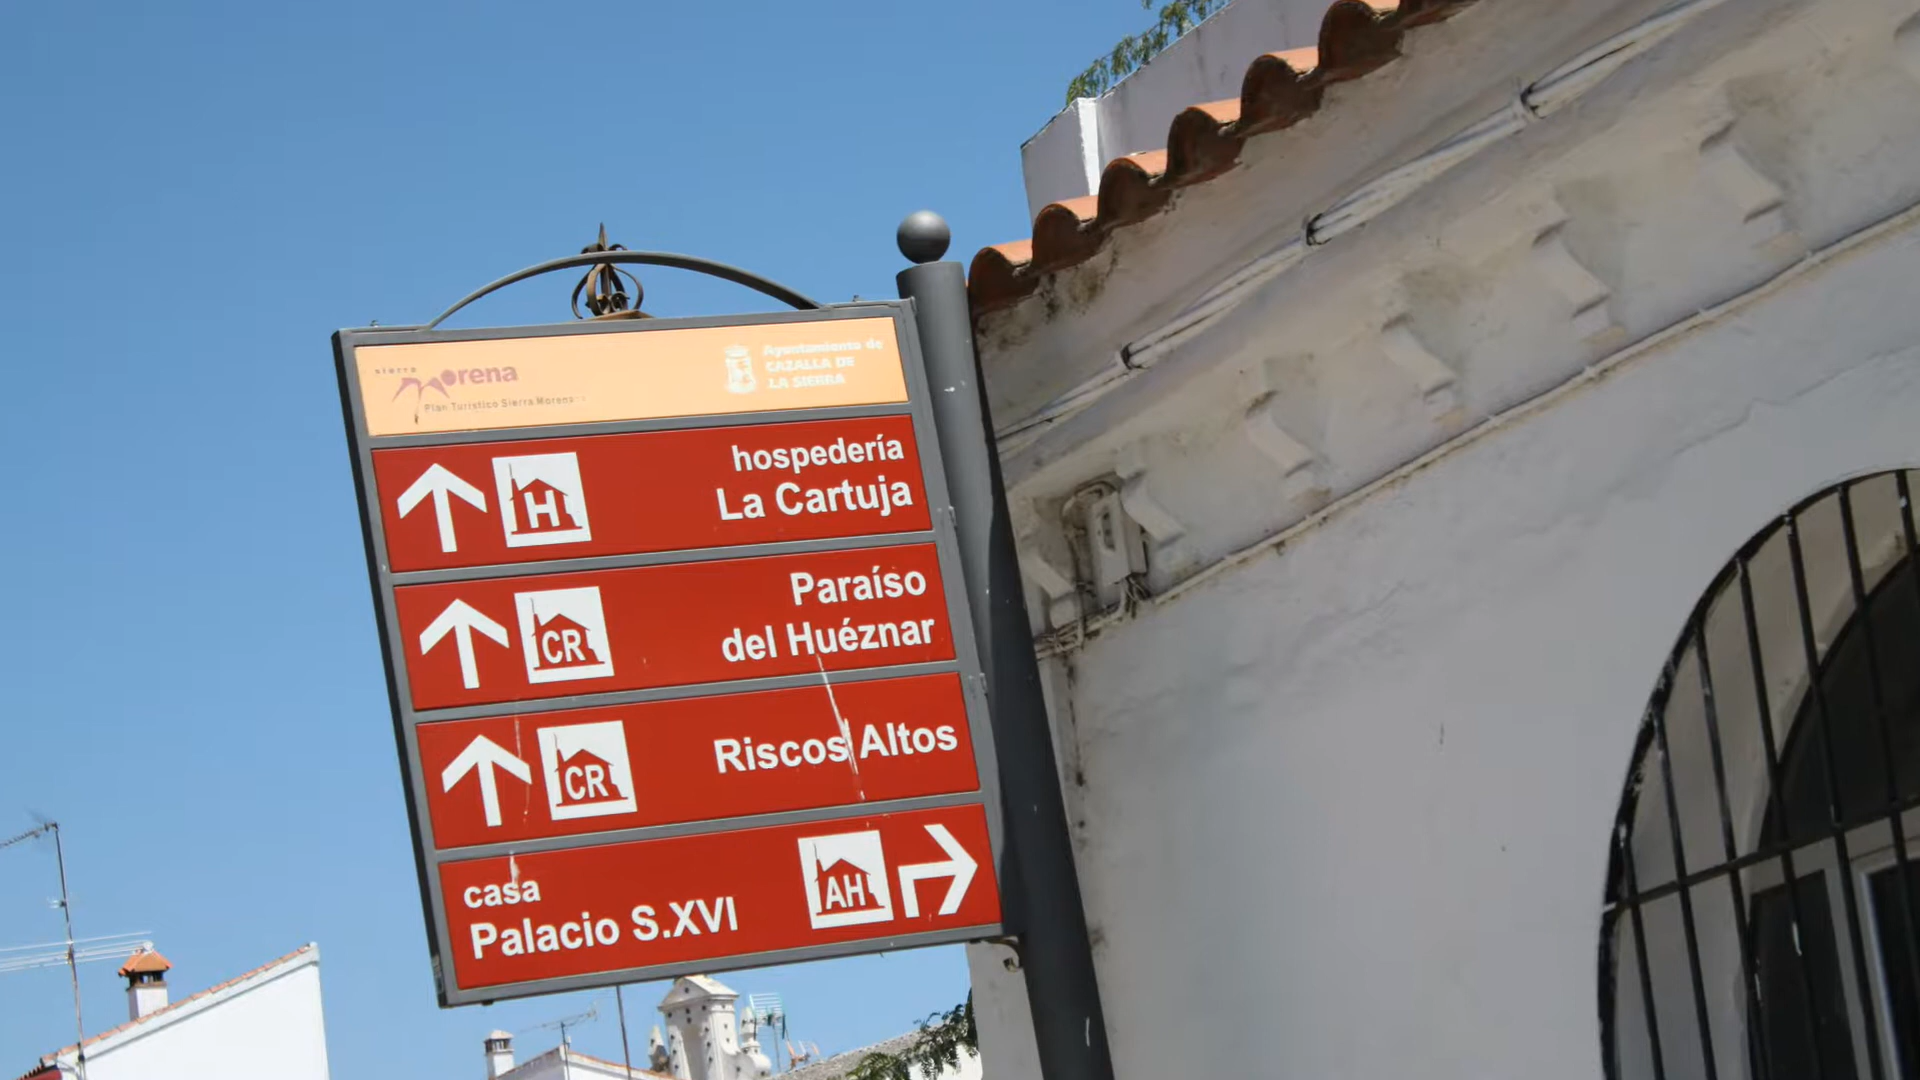 sierra
morena
Plan Turístico Sierra Morena
Ayuntamiento de
CAZALLA DE
LA SIERRA
H
hospedería
La Cartuja
CR
Paraíso
del Huéznar
CR
Riscos Altos
casa
Palacio S.XVI
AH